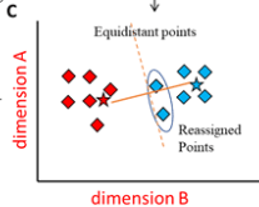 C
Equidistant points
dimension A
Reassigned
Points
dimension B